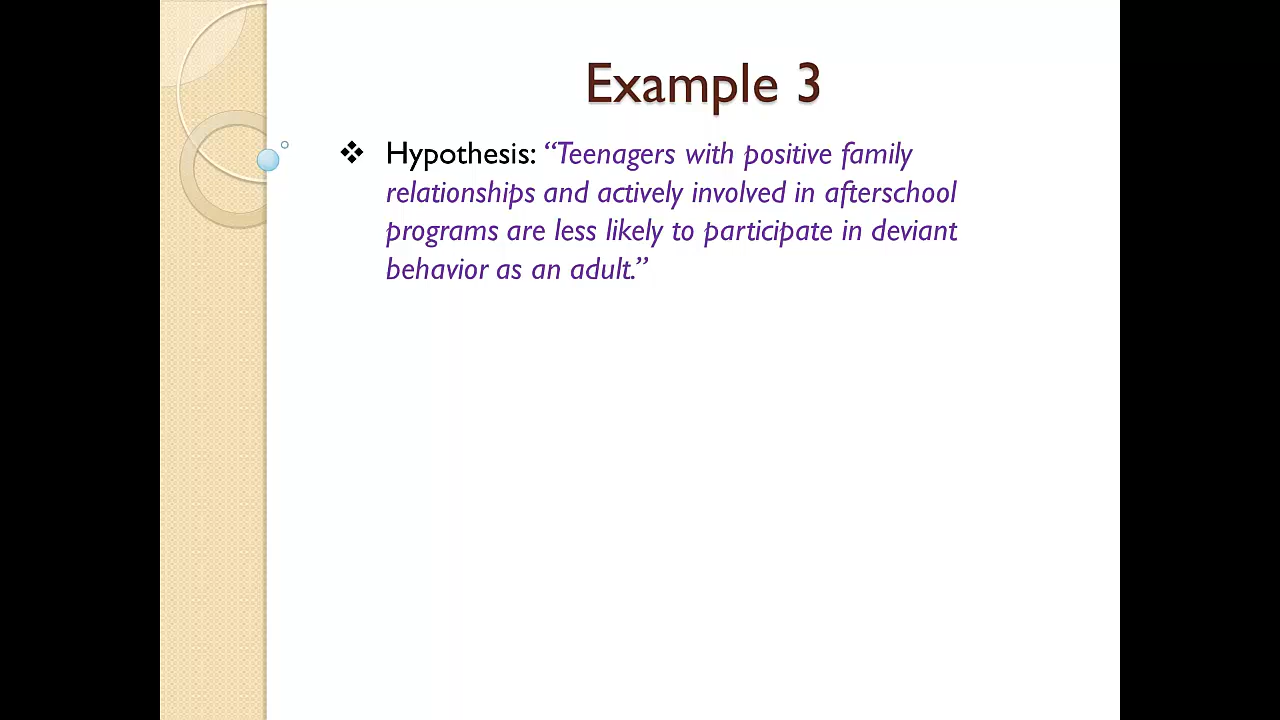 Example 3
❖ Hypothesis: “Teenagers with positive family
relationships and actively involved in afterschool
programs are less likely to participate in deviant
behavior as an adult.”